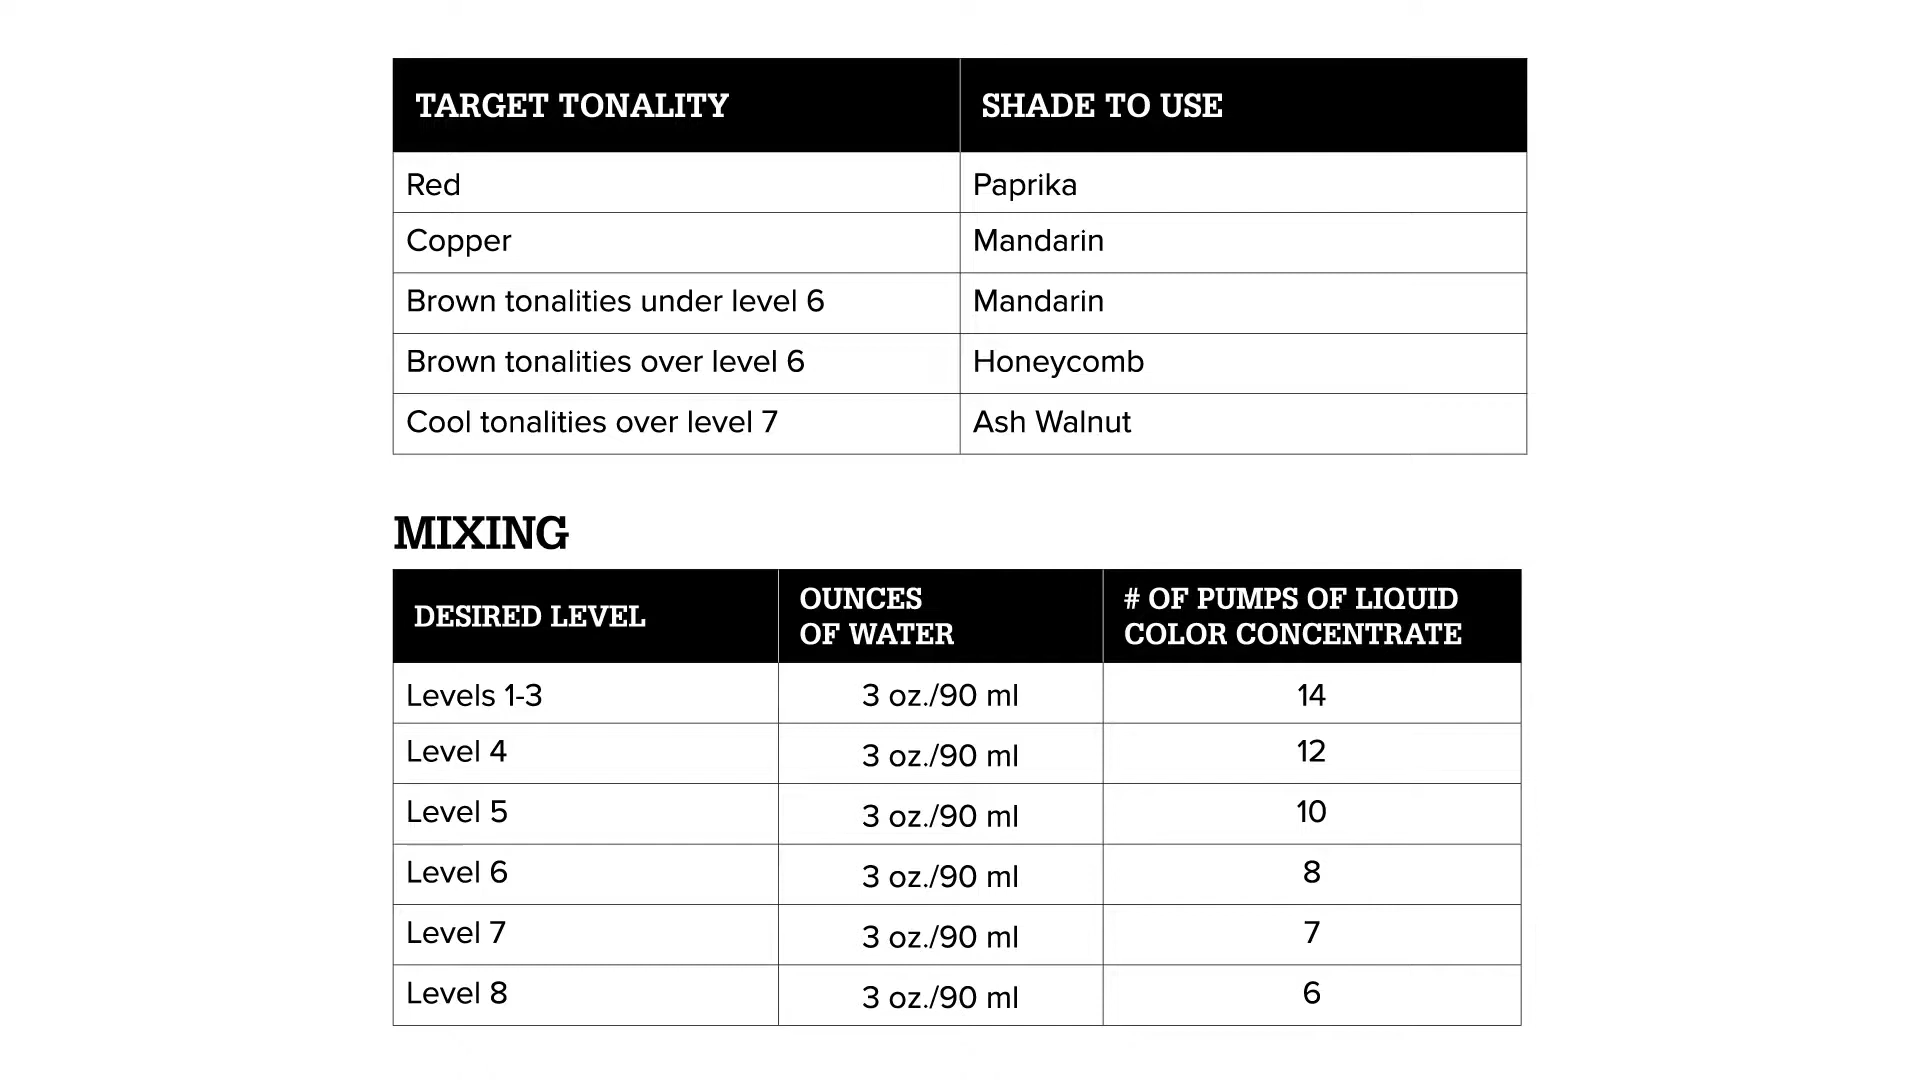 TARGET TONALITY SHADE TO USE
Red Paprika
Copper Mandarin
Brown tonalities under level 6 Mandarin
Brown tonalities over level 6 Honeycomb
Cool tonalities over level 7 Ash Walnut
MIXING
DESIRED LEVEL OUNCES OF WATER # OF PUMPS OF LIQUID COLOR CONCENTRATE
Levels 1-3 3 oz./90 ml 14
Level 4 3 oz./90 ml 12
Level 5 3 oz./90 ml 10
Level 6 3 oz./90 ml 8
Level 7 3 oz./90 ml 7
Level 8 3 oz./90 ml 6